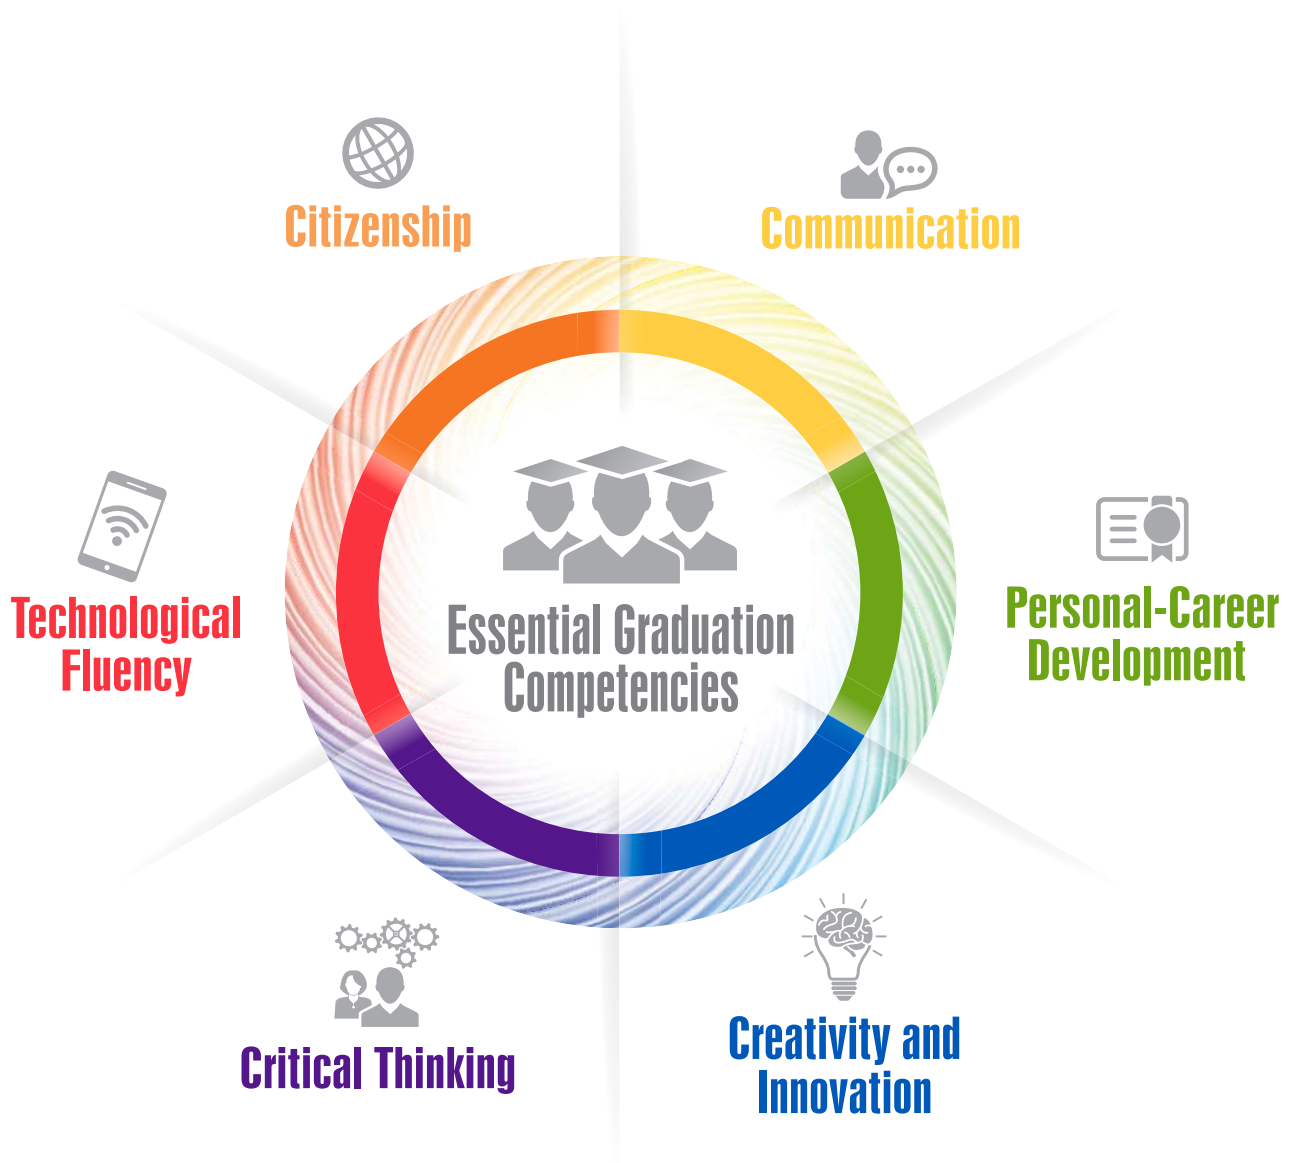 Citizenship
Communication
Technological
Fluency
Essential Graduation
Competencies
Personal-Career
Development
Critical Thinking
Creativity and
Innovation